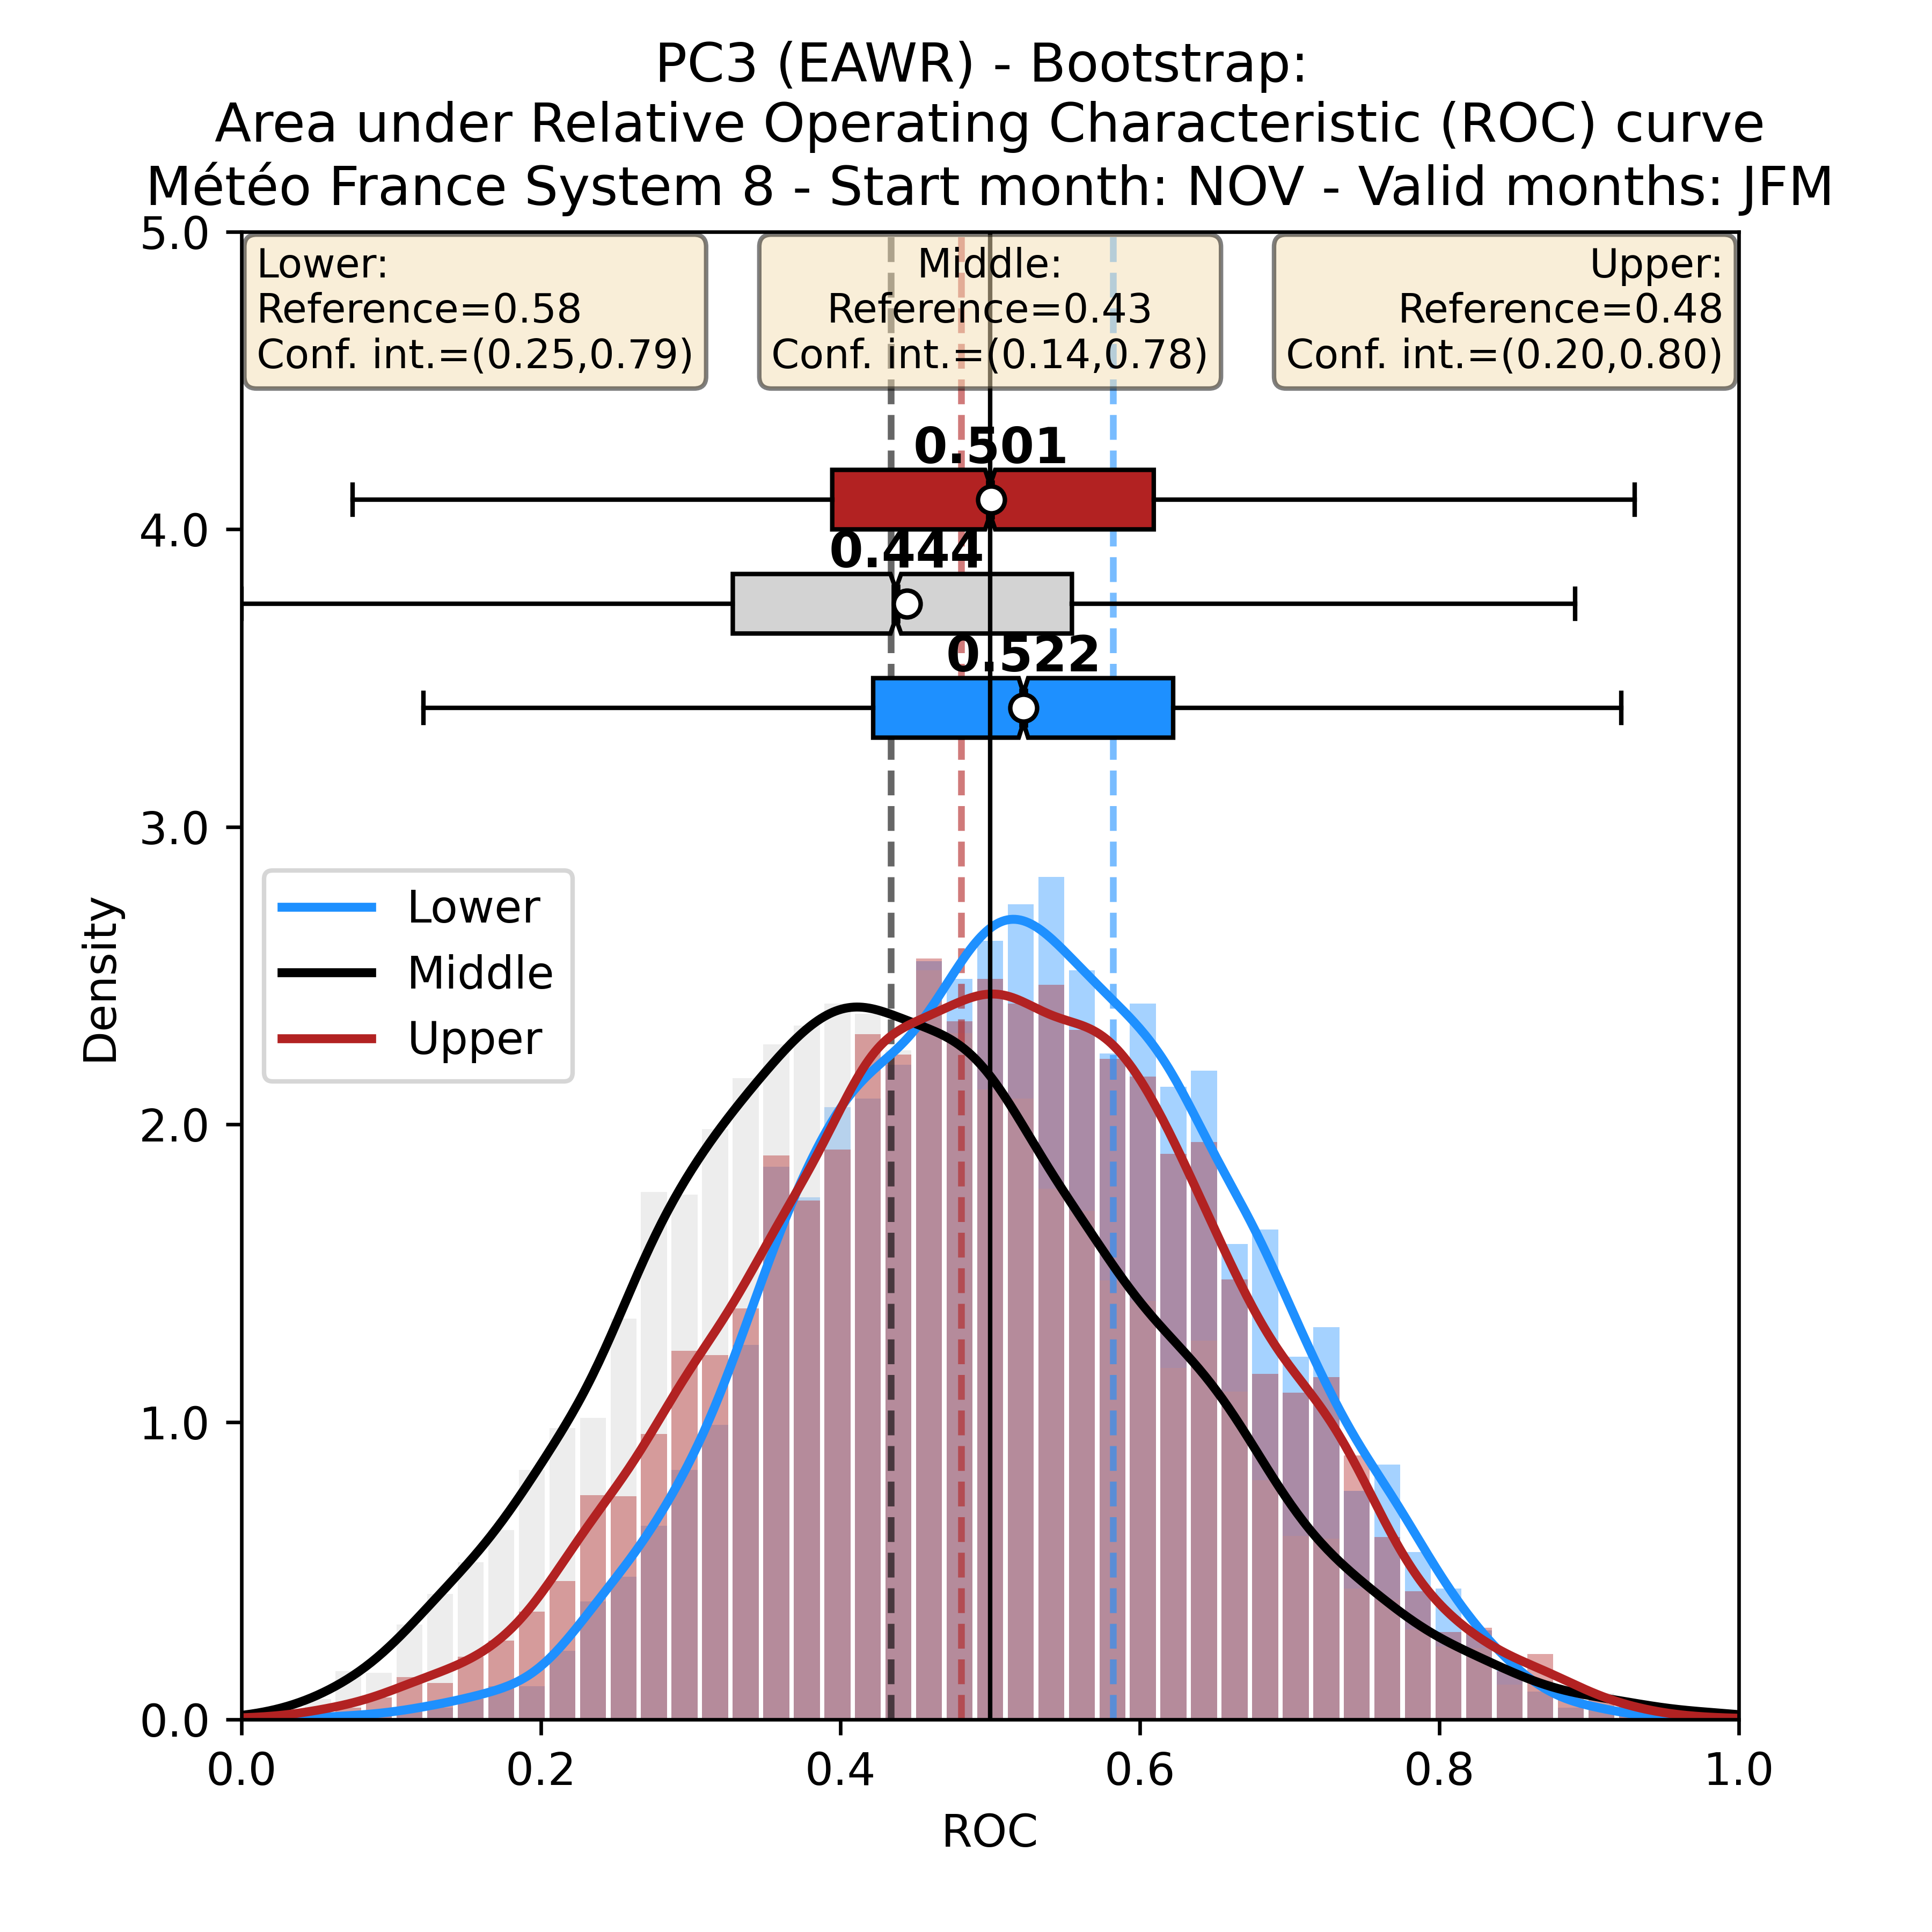 PC3 (EAWR) - Bootstrap:
Area under Relative Operating Characteristic (ROC) curve
Météo France System 8 - Start month: NOV - Valid months: JFM
Lower:
Reference=0.58
Conf. int.=(0.25,0.79)
Middle:
Reference=0.43
Conf. int.=(0.14,0.78)
Upper:
Reference=0.48
Conf. int.=(0.20,0.80)
0.501
0.444
0.522
Lower
Middle
Upper
Density
5.0
4.0
3.0
2.0
1.0
0.0
0.0 0.2 0.4 0.6 0.8 1.0
ROC